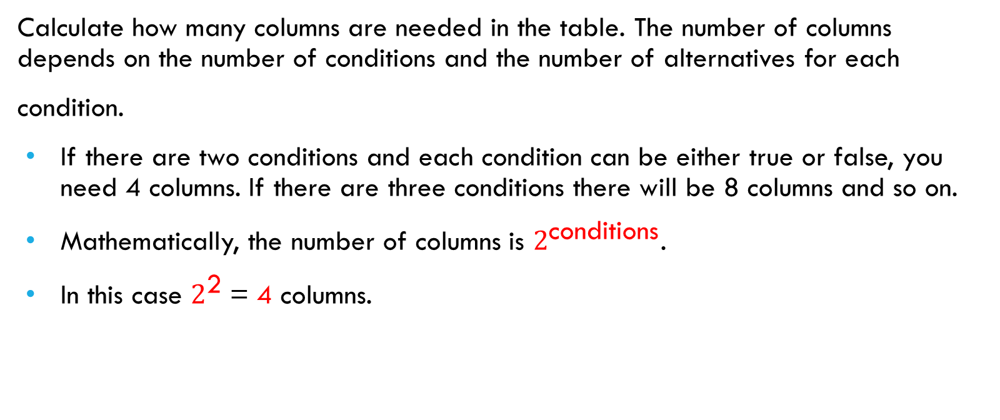 Calculate how many columns are needed in the table. The number of columns
depends on the number of conditions and the number of alternatives for each
condition.
• If there are two conditions and each condition can be either true or false, you
need 4 columns. If there are three conditions there will be 8 columns and so on.
• Mathematically, the number of columns is 2^conditions.
• In this case 2^2 = 4 columns.